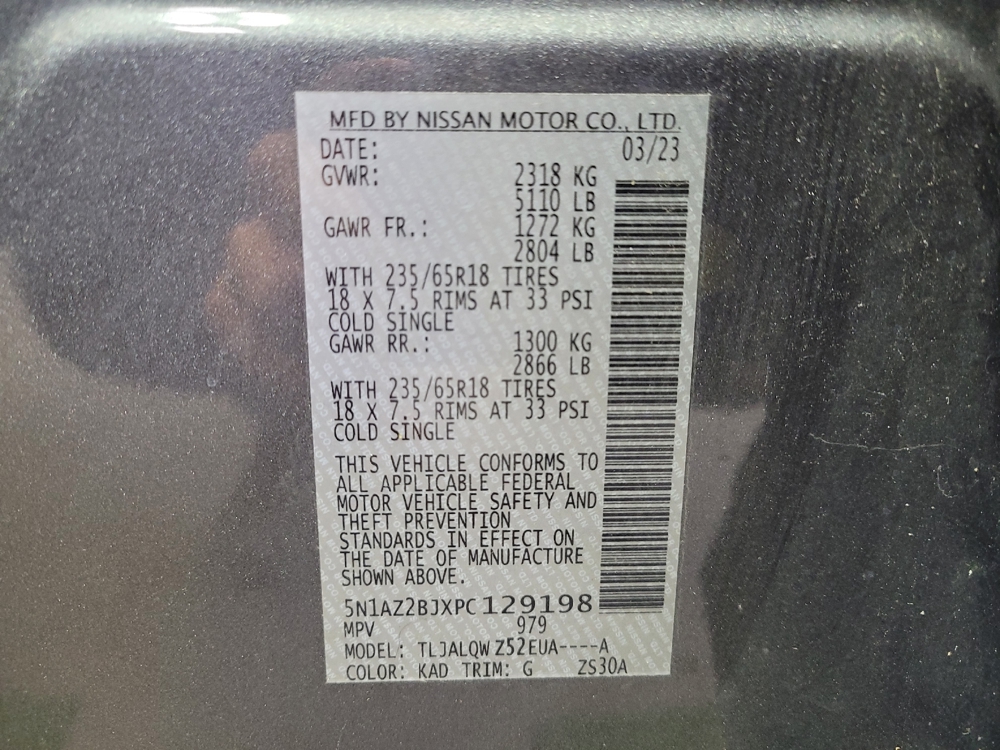 MFD BY NISSAN MOTOR CO., LTD.
DATE: 03/23
GVWR: 2318 KG
5110 LB
GAWR FR.: 1272 KG
2804 LB
WITH 235/65R18 TIRES
18 X 7.5 RIMS AT 33 PSI
COLD SINGLE
GAWR RR.: 1300 KG
2866 LB
WITH 235/65R18 TIRES
18 X 7.5 RIMS AT 33 PSI
COLD SINGLE
THIS VEHICLE CONFORMS TO
ALL APPLICABLE FEDERAL
MOTOR VEHICLE SAFETY AND
THEFT PREVENTION
STANDARDS IN EFFECT ON
THE DATE OF MANUFACTURE
SHOWN ABOVE.
5N1AZ2BJXPC129198
MPV 979
MODEL: TLJALQWZ52EUA----A
COLOR: KAD TRIM: G ZS30A